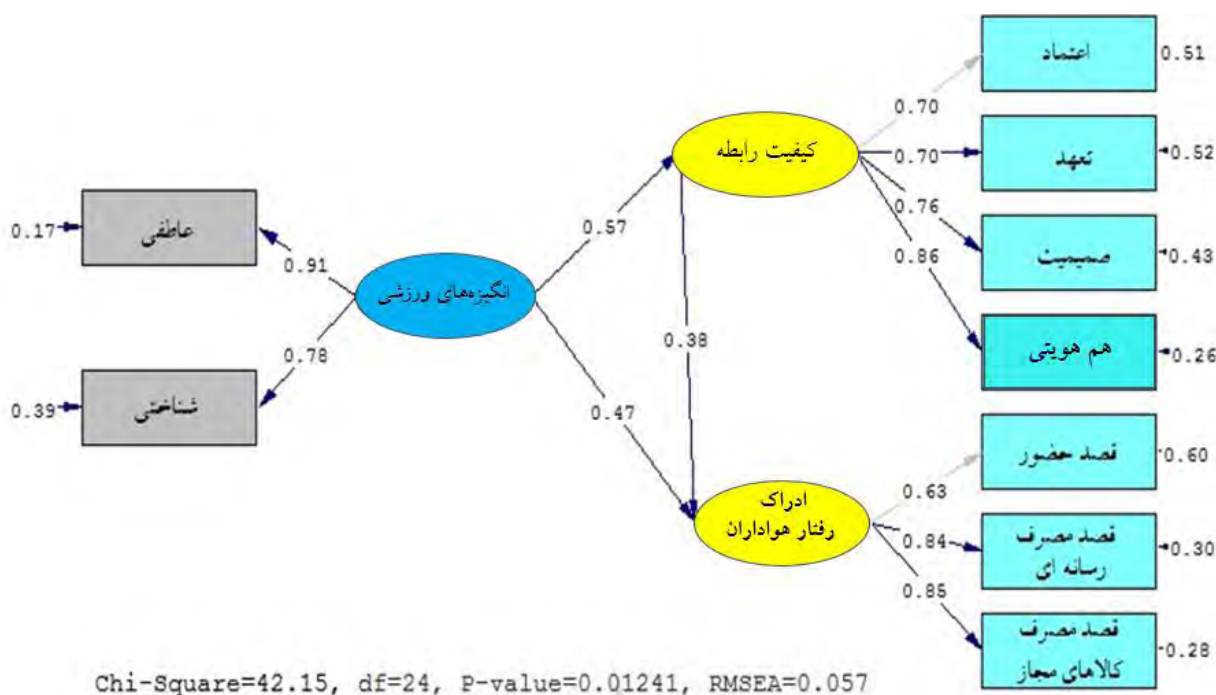 اعتماد
0.51
0.70
کیفیت رابطه
0.70
تعهد
0.52
عاطفی
0.17
0.91
0.57
0.76
صمیمیت
0.43
انگیزه‌های ورزشی
0.86
0.38
هم هویتی
0.26
0.78
شناختی
0.39
0.47
قصد حضور
0.60
0.63
ادراک
رفتار هواداران
0.84
قصد مصرف
رسانه ای
0.30
0.85
قصد مصرف
کالاهای مجاز
0.28
Chi-Square=42.15, df=24, P-value=0.01241, RMSEA=0.057